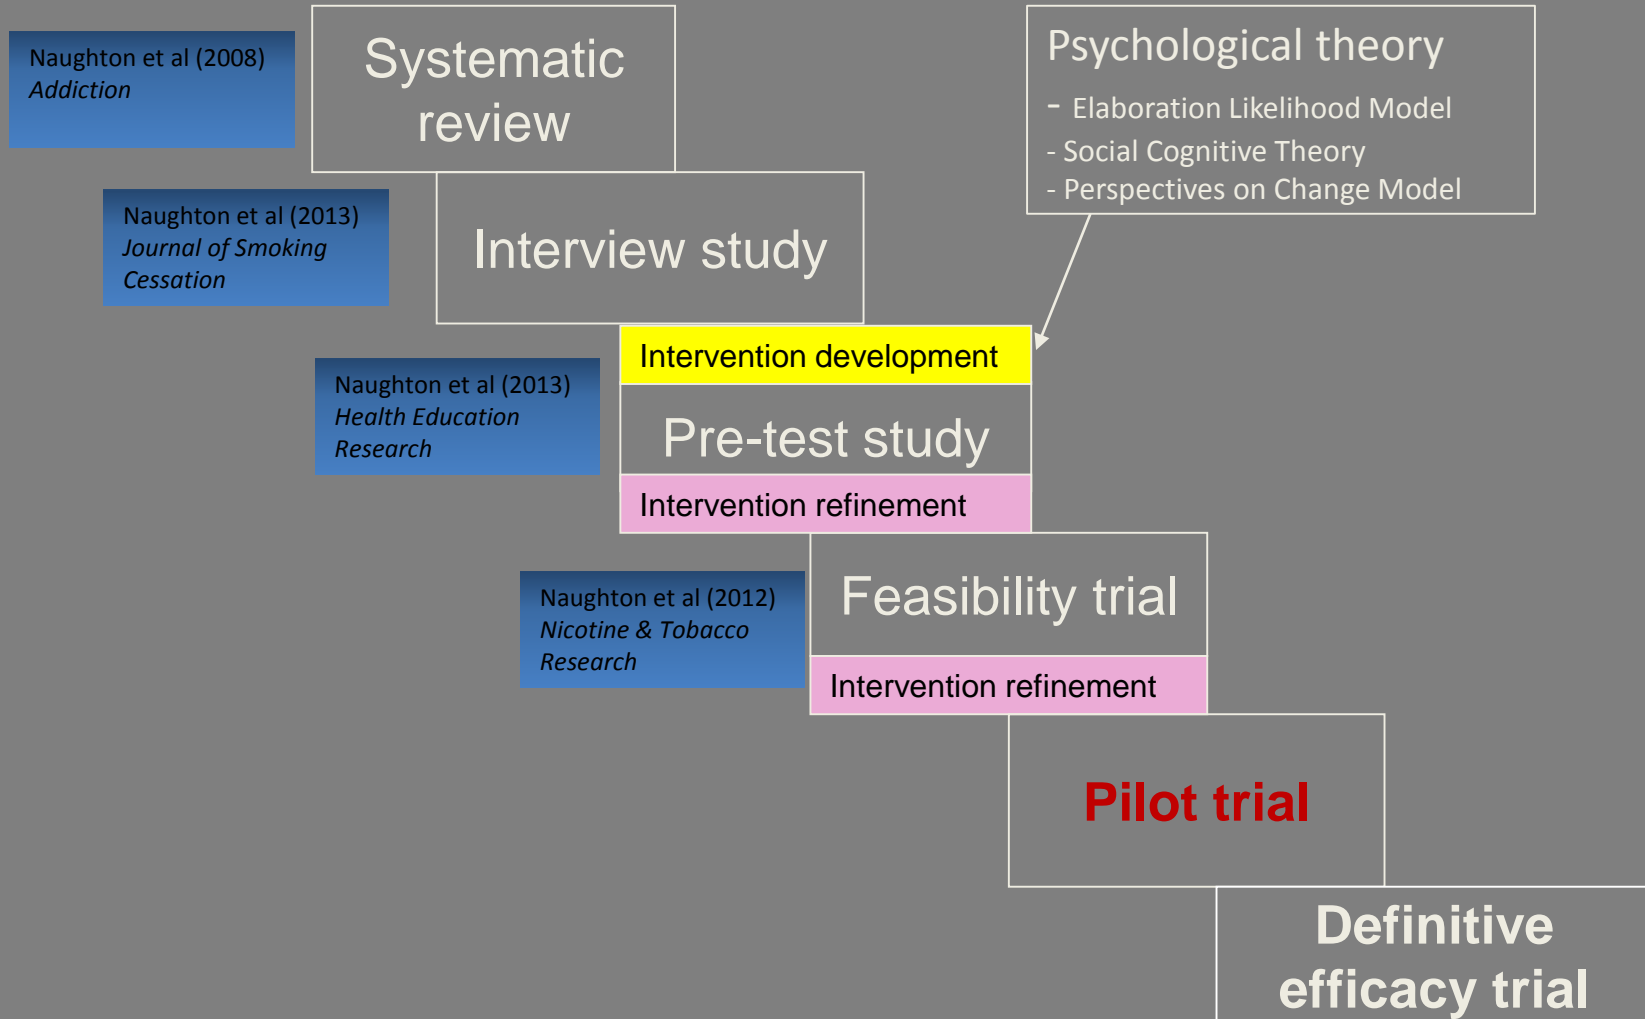 Naughton et al (2008)
Addiction
Systematic
review
Psychological theory
- Elaboration Likelihood Model
- Social Cognitive Theory
- Perspectives on Change Model
Naughton et al (2013)
Journal of Smoking
Cessation
Interview study
Intervention development
Naughton et al (2013)
Health Education
Research
Pre-test study
Intervention refinement
Naughton et al (2012)
Nicotine & Tobacco
Research
Feasibility trial
Intervention refinement
Pilot trial
Definitive
efficacy trial